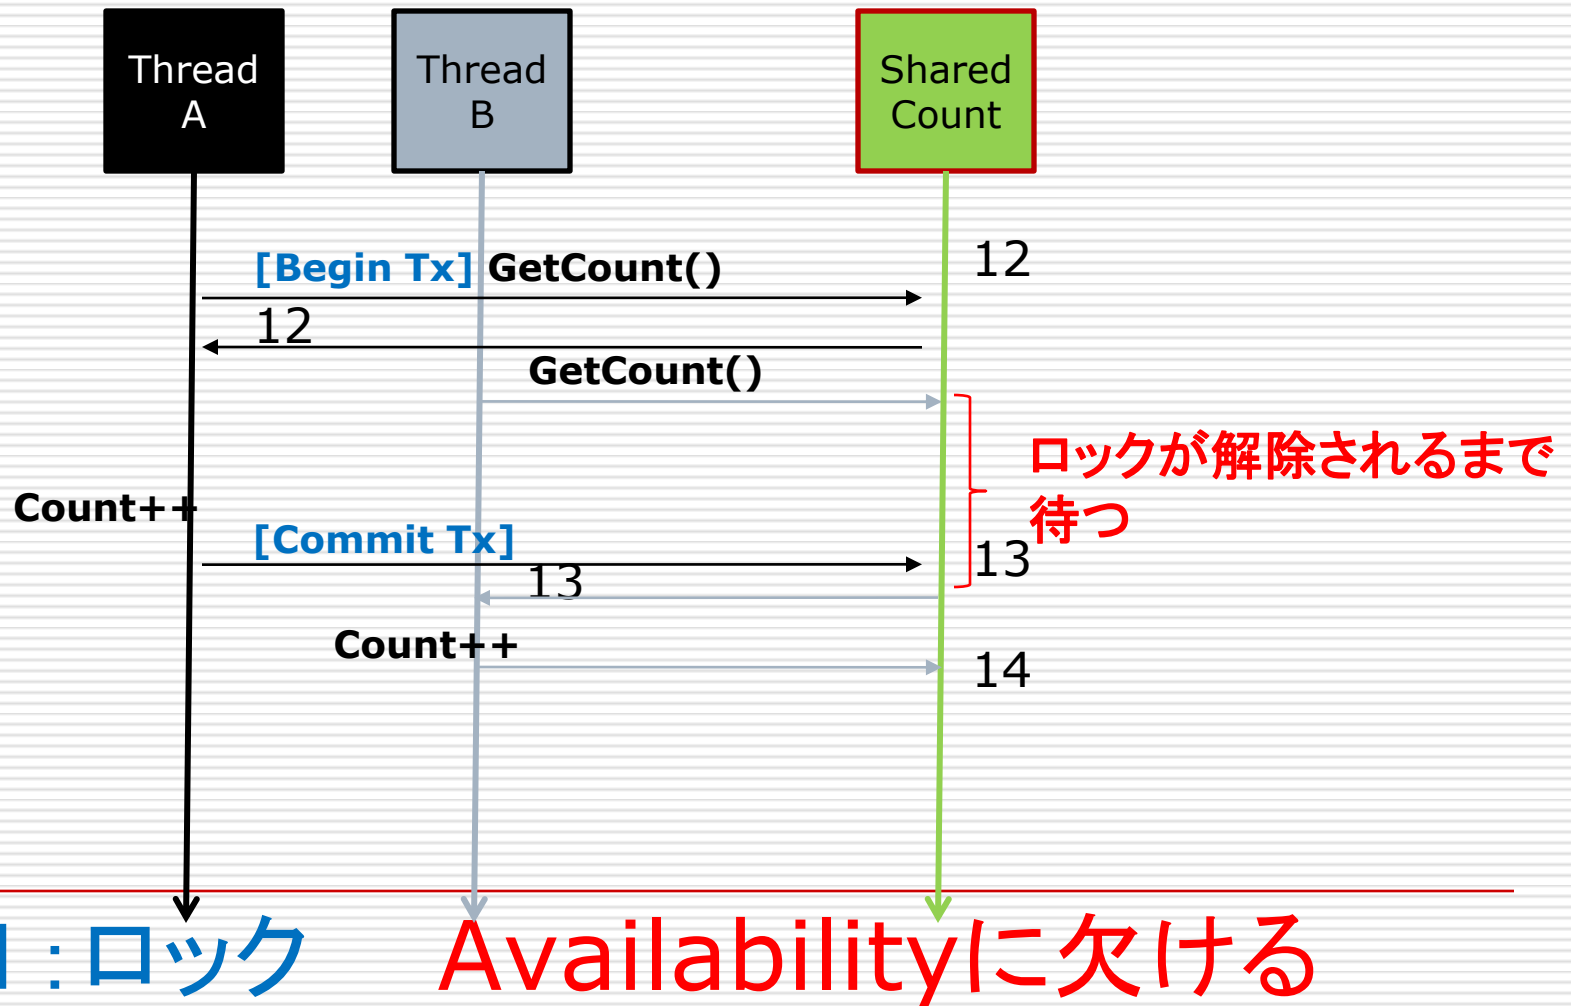 Thread
A
Thread
B
Shared
Count
[Begin Tx] GetCount()
12
12
GetCount()
ロックが解除されるまで
待つ
Count++
[Commit Tx]
13
13
Count++
14
1：ロック　Availabilityに欠ける